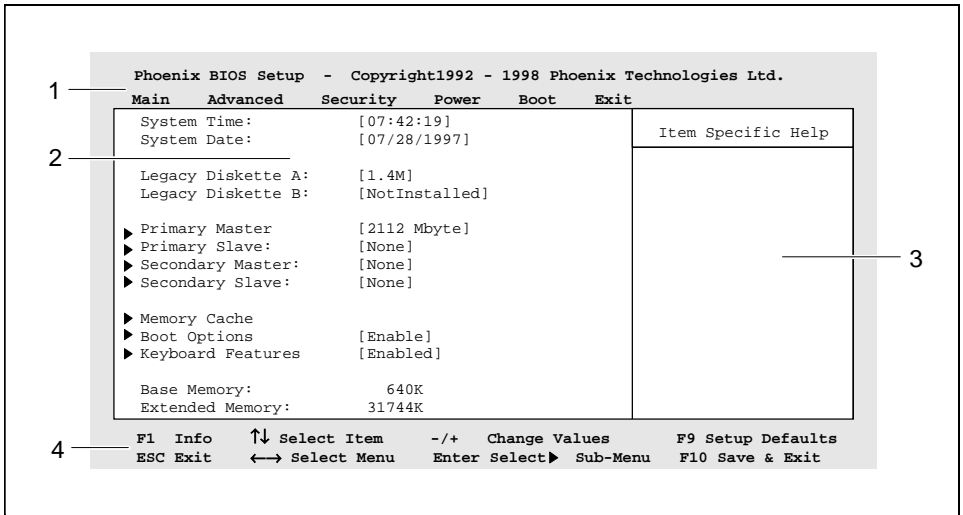 Phoenix BIOS Setup - Copyright1992 - 1998 Phoenix Technologies Ltd.
1
Main Advanced Security Power Boot Exit
System Time: [07:42:19]
System Date: [07/28/1997]
Item Specific Help
2
Legacy Diskette A: [1.4M]
Legacy Diskette B: [NotInstalled]
Primary Master [2112 Mbyte]
Primary Slave: [None]
Secondary Master: [None]
3
Secondary Slave: [None]
Memory Cache
Boot Options [Enable]
Keyboard Features [Enabled]
Base Memory: 640K
Extended Memory: 31744K
F1 Info ↑↓ Select Item -/+ Change Values F9 Setup Defaults
4
ESC Exit ←→ Select Menu Enter Select▶ Sub-Menu F10 Save & Exit